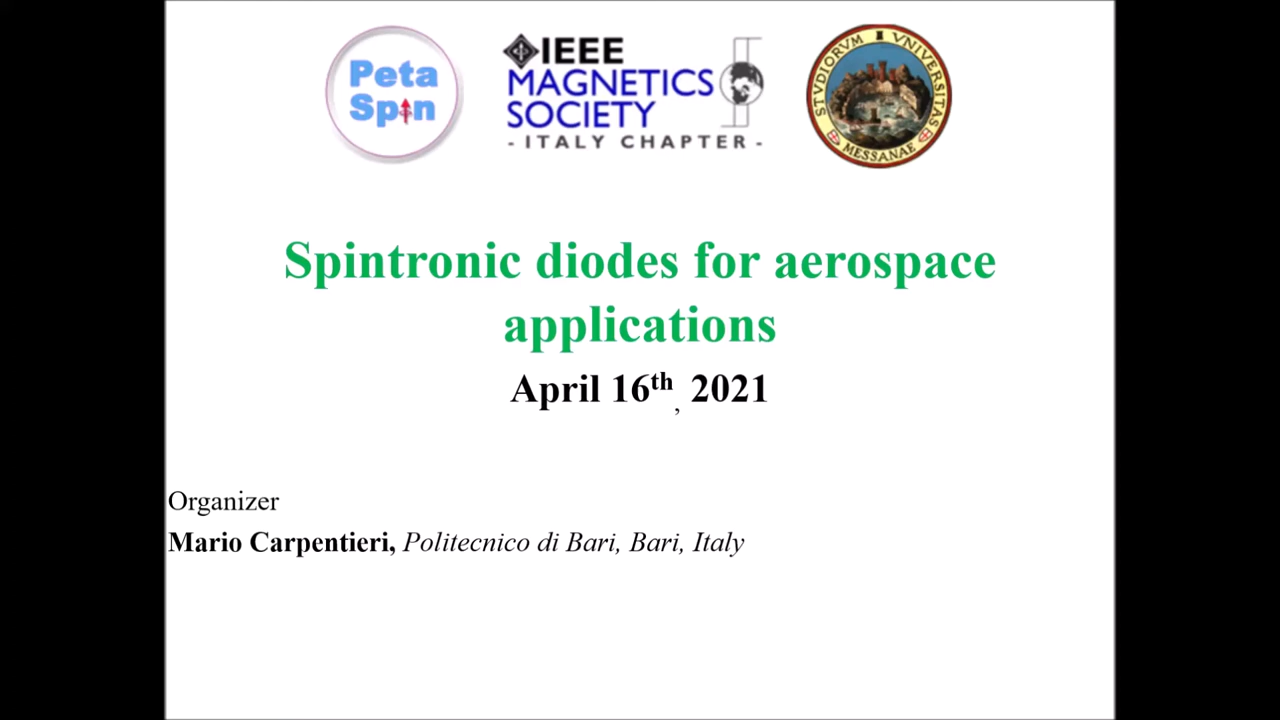 Peta
Spin
IEEE
MAGNETICS
SOCIETY
- ITALY CHAPTER -
STVDIORVM VNIVERSITAS
MESSANAE
Spintronic diodes for aerospace
applications
April 16th, 2021
Organizer
Mario Carpentieri, Politecnico di Bari, Bari, Italy